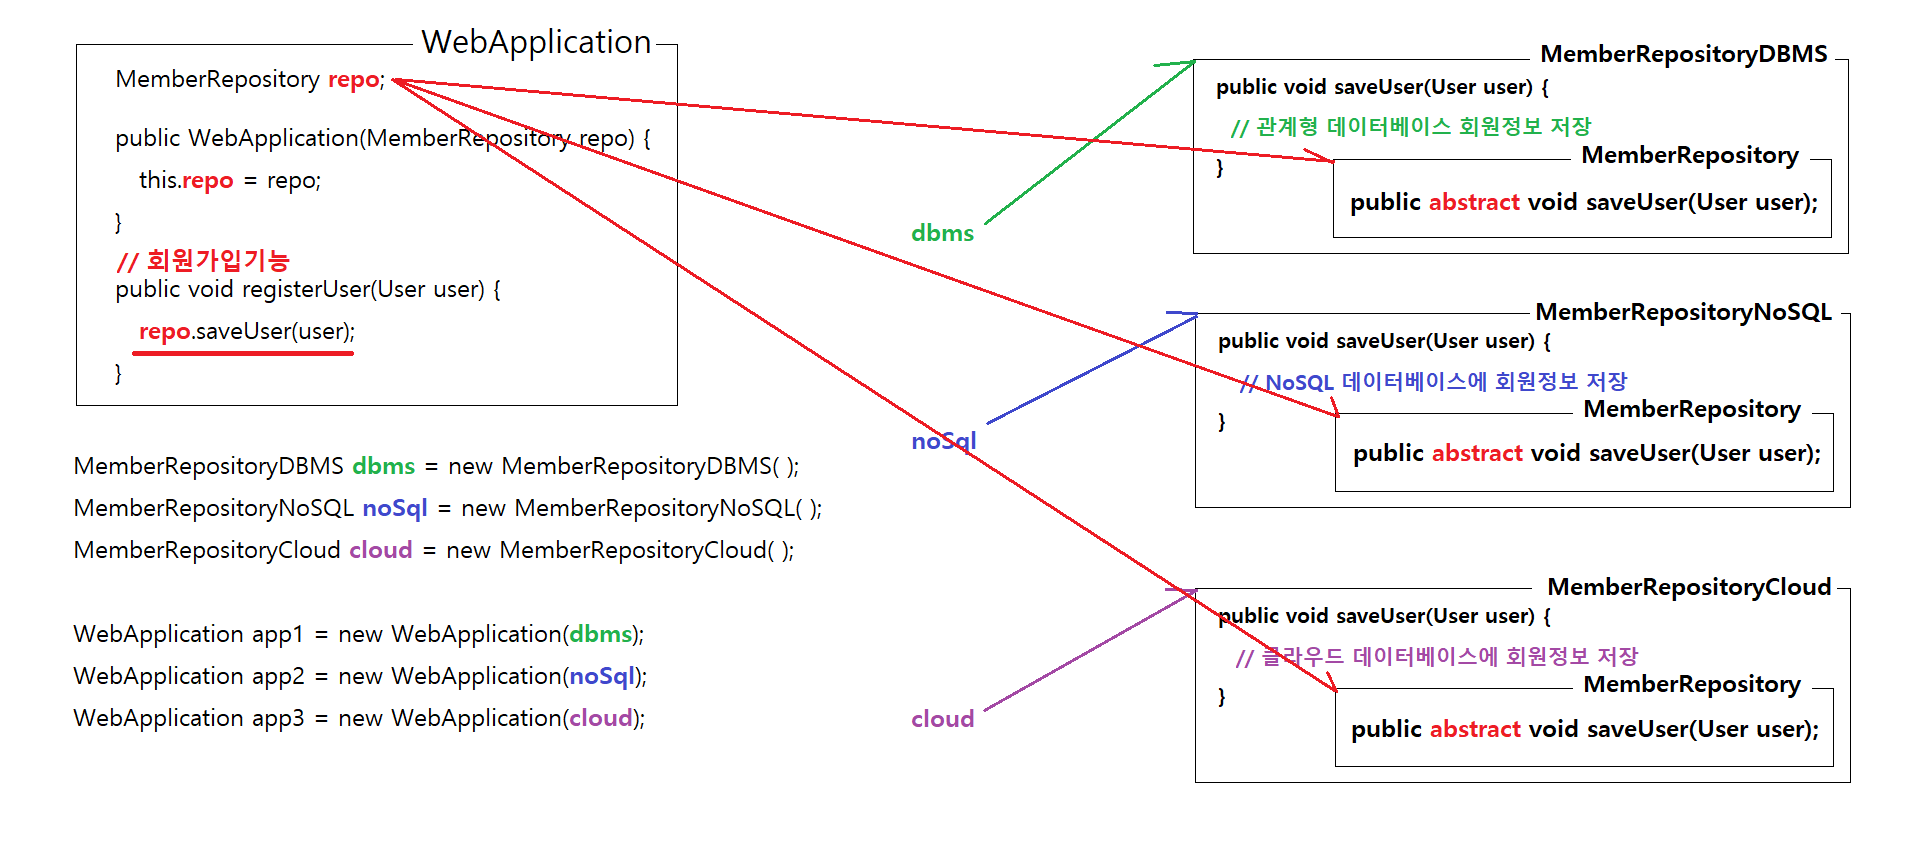 WebApplication
MemberRepository repo;
public WebApplication(MemberRepository repo) {
this.repo = repo;
}
// 회원가입기능
public void registerUser(User user) {
repo.saveUser(user);
}
MemberRepositoryDBMS dbms = new MemberRepositoryDBMS( );
MemberRepositoryNoSQL noSql = new MemberRepositoryNoSQL( );
MemberRepositoryCloud cloud = new MemberRepositoryCloud( );
WebApplication app1 = new WebApplication(dbms);
WebApplication app2 = new WebApplication(noSql);
WebApplication app3 = new WebApplication(cloud);
dbms
MemberRepositoryDBMS
public void saveUser(User user) {
// 관계형 데이터베이스 회원정보 저장
}
MemberRepository
public abstract void saveUser(User user);
noSql
MemberRepositoryNoSQL
public void saveUser(User user) {
// NoSQL 데이터베이스에 회원정보 저장
}
MemberRepository
public abstract void saveUser(User user);
cloud
MemberRepositoryCloud
public void saveUser(User user) {
// 클라우드 데이터베이스에 회원정보 저장
}
MemberRepository
public abstract void saveUser(User user);